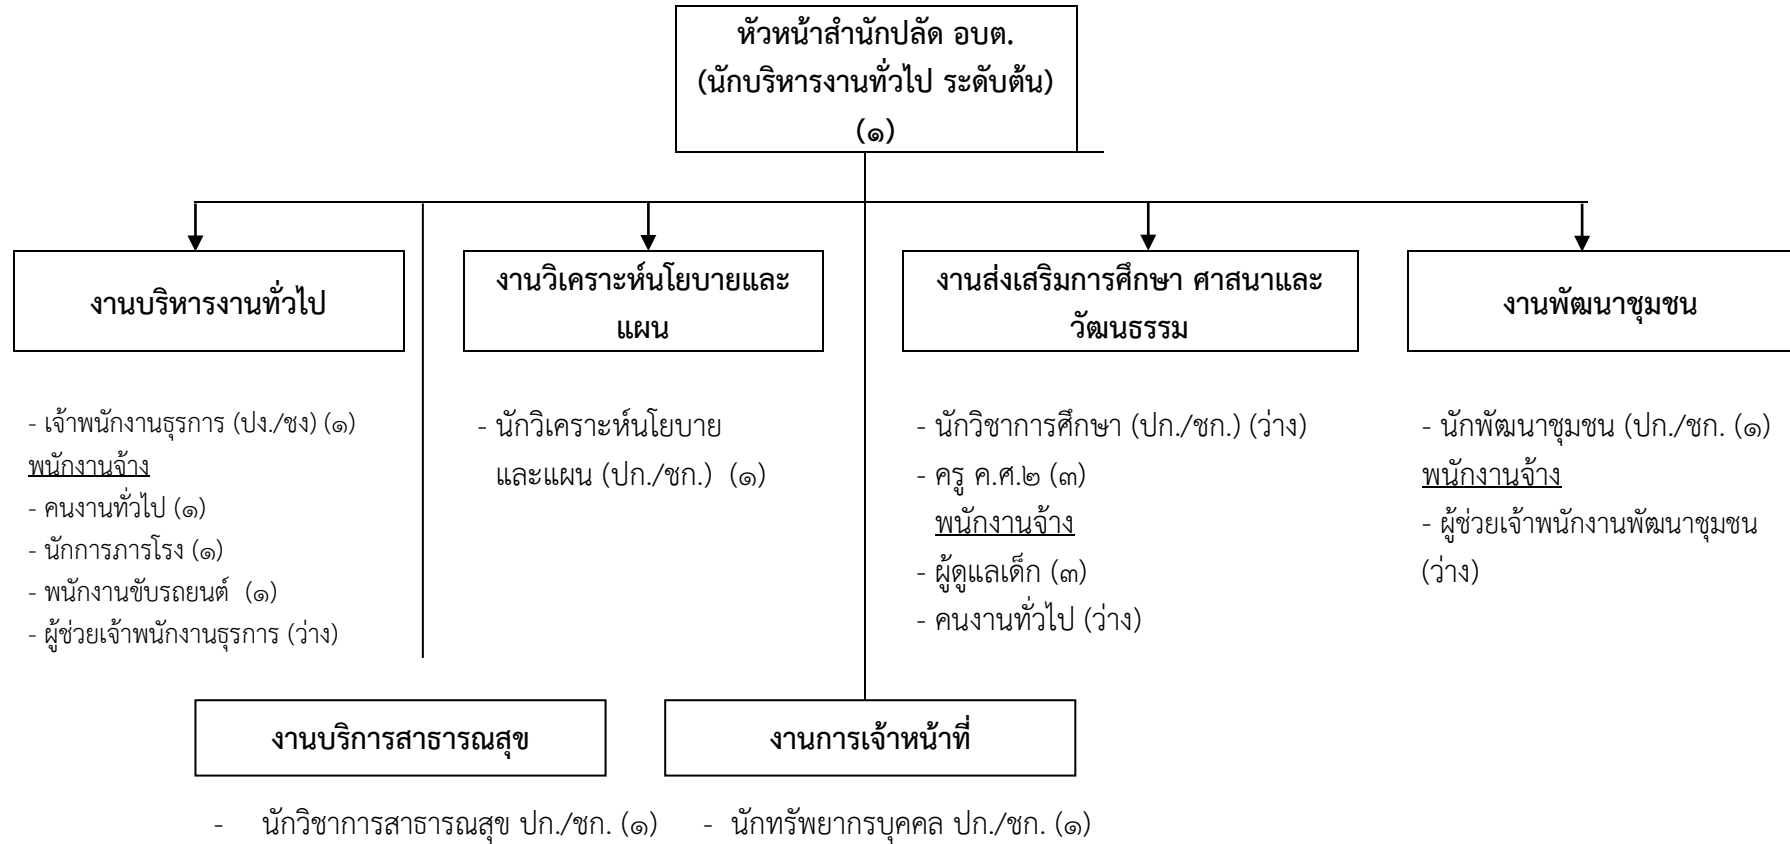 หัวหน้าสำนักปลัด อบต.
(นักบริหารงานทั่วไป ระดับต้น)
(๑)
งานบริหารงานทั่วไป
งานวิเคราะห์นโยบายและ
แผน
งานส่งเสริมการศึกษา ศาสนาและ
วัฒนธรรม
งานพัฒนาชุมชน
- เจ้าพนักงานธุรการ (ปง./ชง) (๑)
พนักงานจ้าง
- คนงานทั่วไป (๑)
- นักการภารโรง (๑)
- พนักงานขับรถยนต์ (๑)
- ผู้ช่วยเจ้าพนักงานธุรการ (ว่าง)
- นักวิเคราะห์นโยบาย
และแผน (ปก./ชก.) (๑)
- นักวิชาการศึกษา (ปก./ชก.) (ว่าง)
- ครู ค.ศ.๒ (๓)
พนักงานจ้าง
- ผู้ดูแลเด็ก (๓)
- คนงานทั่วไป (ว่าง)
- นักพัฒนาชุมชน (ปก./ชก. (๑)
พนักงานจ้าง
- ผู้ช่วยเจ้าพนักงานพัฒนาชุมชน
(ว่าง)
งานบริการสาธารณสุข
งานการเจ้าหน้าที่
- นักวิชาการสาธารณสุข ปก./ชก. (๑)
- นักทรัพยากรบุคคล ปก./ชก. (๑)